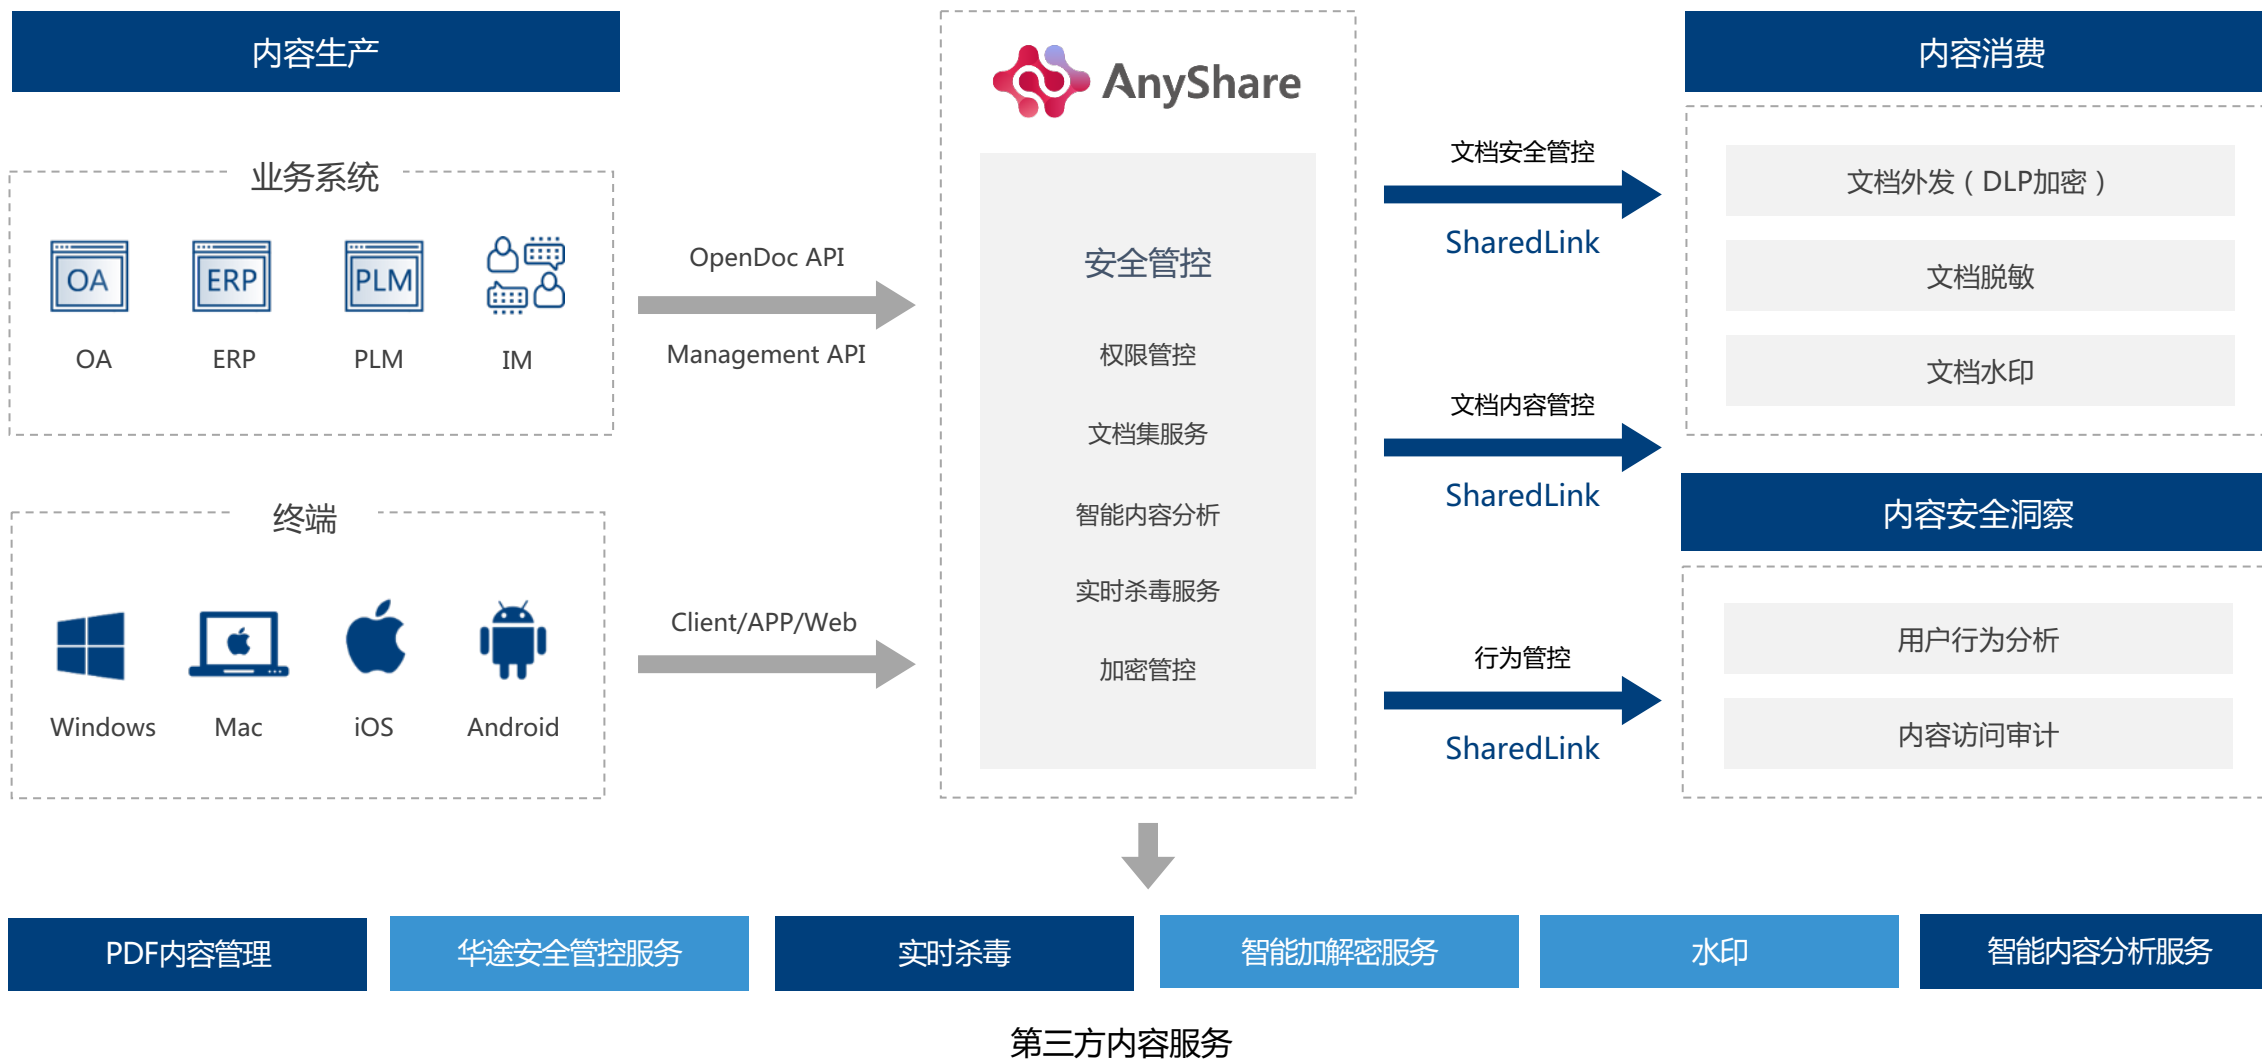 内容生产
业务系统
OA
ERP
PLM
OA
ERP
PLM
IM
终端
Windows
Mac
iOS
Android
OpenDoc API
Management API
Client/APP/Web
AnyShare
安全管控
权限管控
文档集服务
智能内容分析
实时杀毒服务
加密管控
文档安全管控
SharedLink
文档内容管控
SharedLink
行为管控
SharedLink
内容消费
文档外发（DLP加密）
文档脱敏
文档水印
内容安全洞察
用户行为分析
内容访问审计
PDF内容管理
华途安全管控服务
实时杀毒
智能加解密服务
水印
智能内容分析服务
第三方内容服务